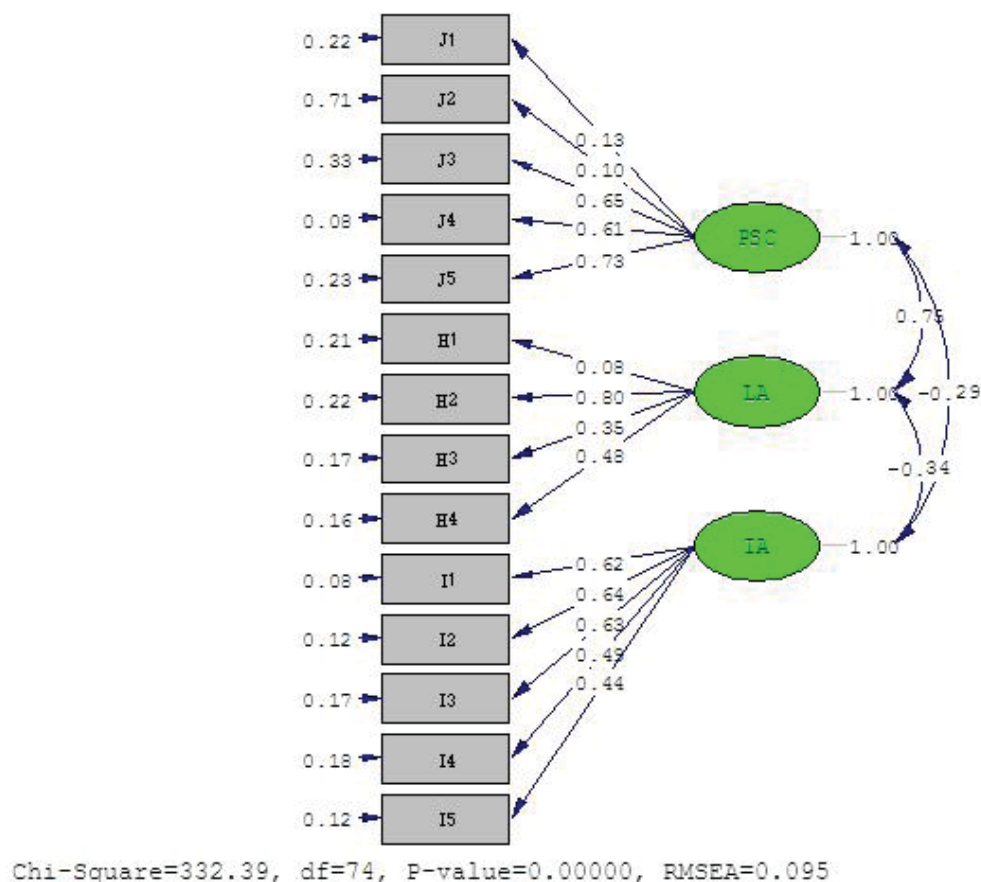 0.22 J1
0.71 J2
0.33 J3
0.08 J4
0.23 J5
0.21 H1
0.22 H2
0.17 H3
0.16 H4
0.08 I1
0.12 I2
0.17 I3
0.18 I4
0.12 I5
0.13
0.10
0.65
0.61
0.73
0.08
0.80
0.35
0.48
0.62
0.64
0.63
0.49
0.44
PSC 1.00
LA 1.00
IA 1.00
0.75
-0.29
-0.34
Chi-Square=332.39, df=74, P-value=0.00000, RMSEA=0.095